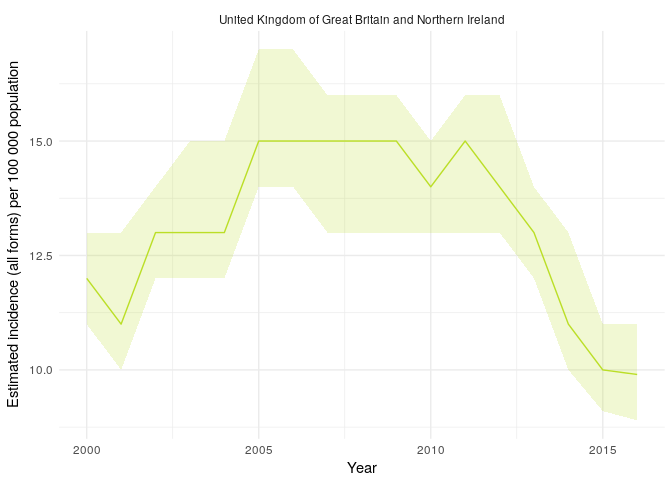 United Kingdom of Great Britain and Northern Ireland
Estimated incidence (all forms) per 100 000 population
15.0
12.5
10.0
2000 2005 2010 2015
Year